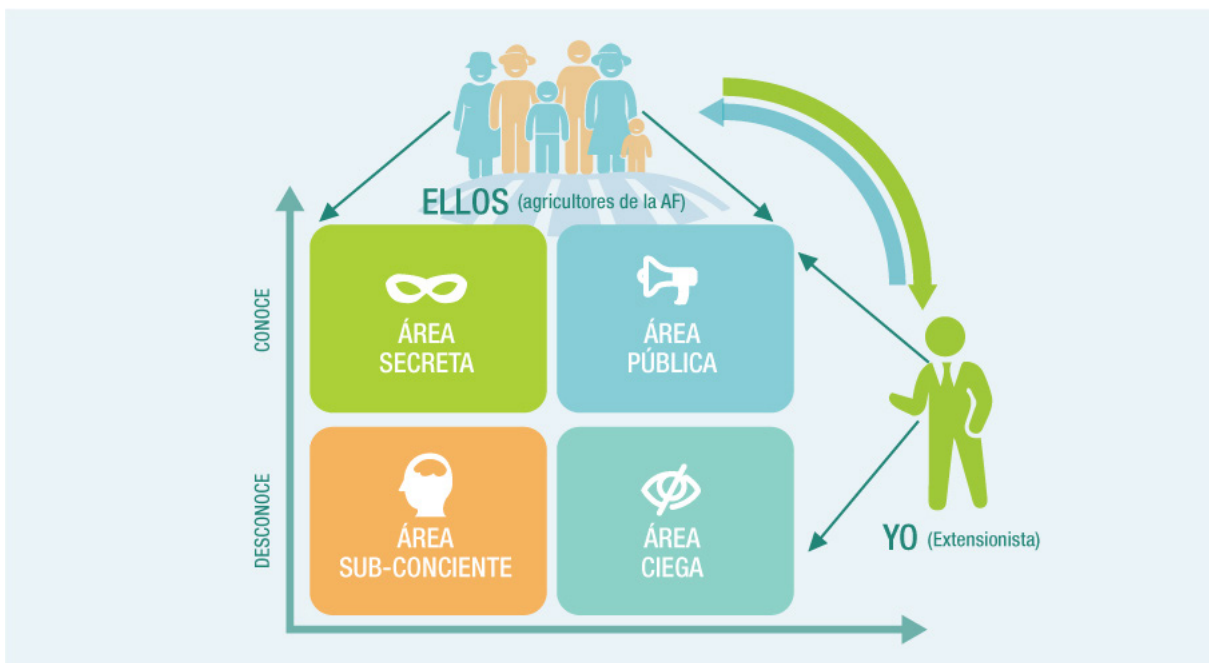 ELLOS (agricultores de la AF)
CONOCE
ÁREA
SECRETA
ÁREA
PÚBLICA
DESCONOCE
ÁREA
SUB-CONCIENTE
ÁREA
CIEGA
YO (Extensionista)